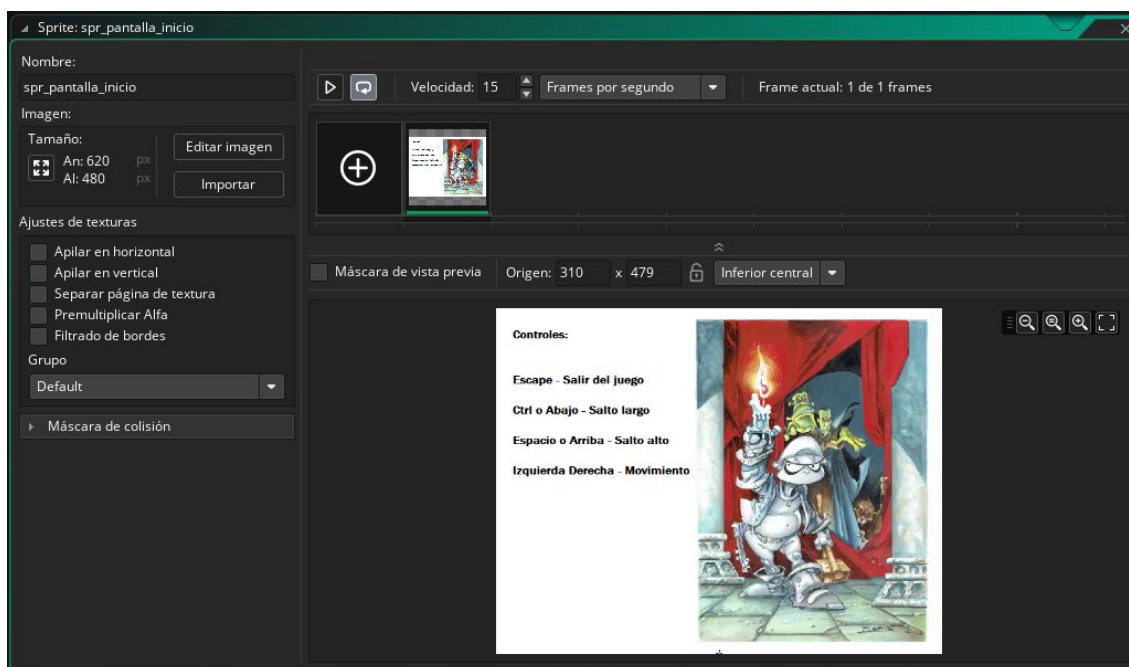 Sprite: spr_pantalla_inicio
Nombre:
spr_pantalla_inicio
Imagen:
Tamaño:
An: 620 px
Al: 480 px
Editar imagen
Importar
Ajustes de texturas
Apilar en horizontal
Apilar en vertical
Separar página de textura
Premultiplicar Alfa
Filtrado de bordes
Grupo
Default
Máscara de colisión
Velocidad: 15 Frames por segundo Frame actual: 1 de 1 frames
Máscara de vista previa Origen: 310 x 479 Inferior central
Controles:
Escape - Salir del juego
Ctrl o Abajo - Salto largo
Espacio o Arriba - Salto alto
Izquierda Derecha - Movimiento